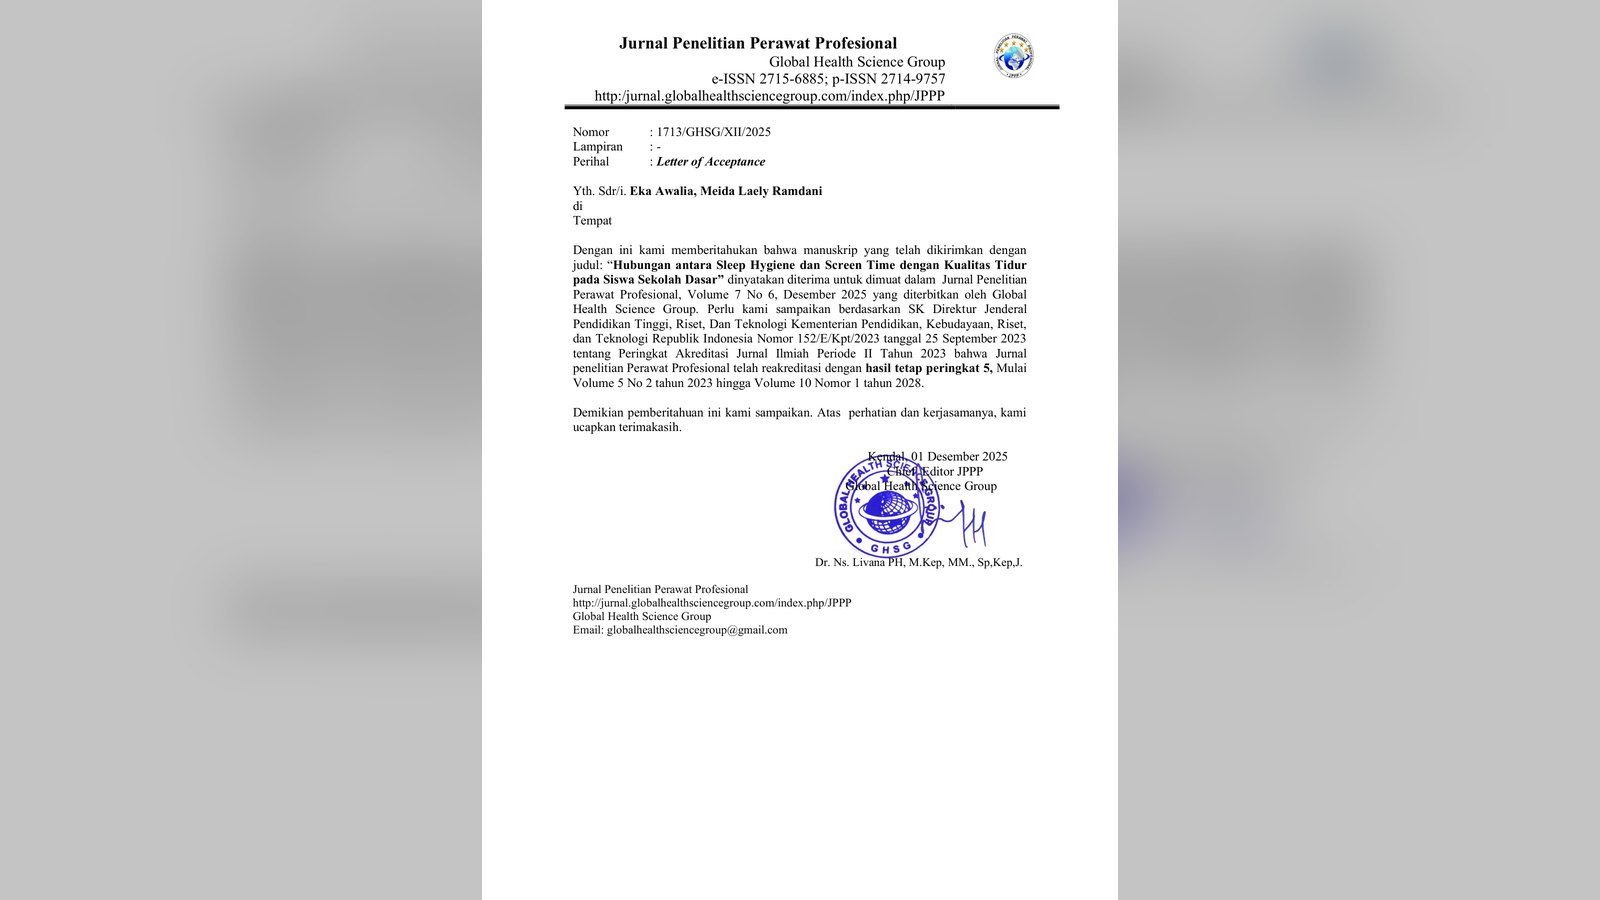 Jurnal Penelitian Perawat Profesional
Global Health Science Group
e-ISSN 2715-6885; p-ISSN 2714-9757
http:/jurnal.globalhealthsciencegroup.com/index.php/JPPP
Nomor : 1713/GHSG/XII/2025
Lampiran : -
Perihal : Letter of Acceptance
Yth. Sdr/i. Eka Awalia, Meida Laely Ramdani
di
Tempat
Dengan ini kami memberitahukan bahwa manuskrip yang telah dikirimkan dengan
judul: “Hubungan antara Sleep Hygiene dan Screen Time dengan Kualitas Tidur
pada Siswa Sekolah Dasar” dinyatakan diterima untuk dimuat dalam Jurnal Penelitian
Perawat Profesional, Volume 7 No 6, Desember 2025 yang diterbitkan oleh Global
Health Science Group. Perlu kami sampaikan berdasarkan SK Direktur Jenderal
Pendidikan Tinggi, Riset, Dan Teknologi Kementerian Pendidikan, Kebudayaan, Riset,
dan Teknologi Republik Indonesia Nomor 152/E/Kpt/2023 tanggal 25 September 2023
tentang Peringkat Akreditasi Jurnal Ilmiah Periode II Tahun 2023 bahwa Jurnal
penelitian Perawat Profesional telah reakreditasi dengan hasil tetap peringkat 5, Mulai
Volume 5 No 2 tahun 2023 hingga Volume 10 Nomor 1 tahun 2028.
Demikian pemberitahuan ini kami sampaikan. Atas perhatian dan kerjasamanya, kami
ucapkan terimakasih.
Kendal, 01 Desember 2025
Chief Editor JPPP
Global Health Science Group
GLOBAL HEALTH SCIENCE GROUP
GHSG
Dr. Ns. Livana PH, M.Kep, MM., Sp,Kep,J.
Jurnal Penelitian Perawat Profesional
http://jurnal.globalhealthsciencegroup.com/index.php/JPPP
Global Health Science Group
Email: globalhealthsciencegroup@gmail.com